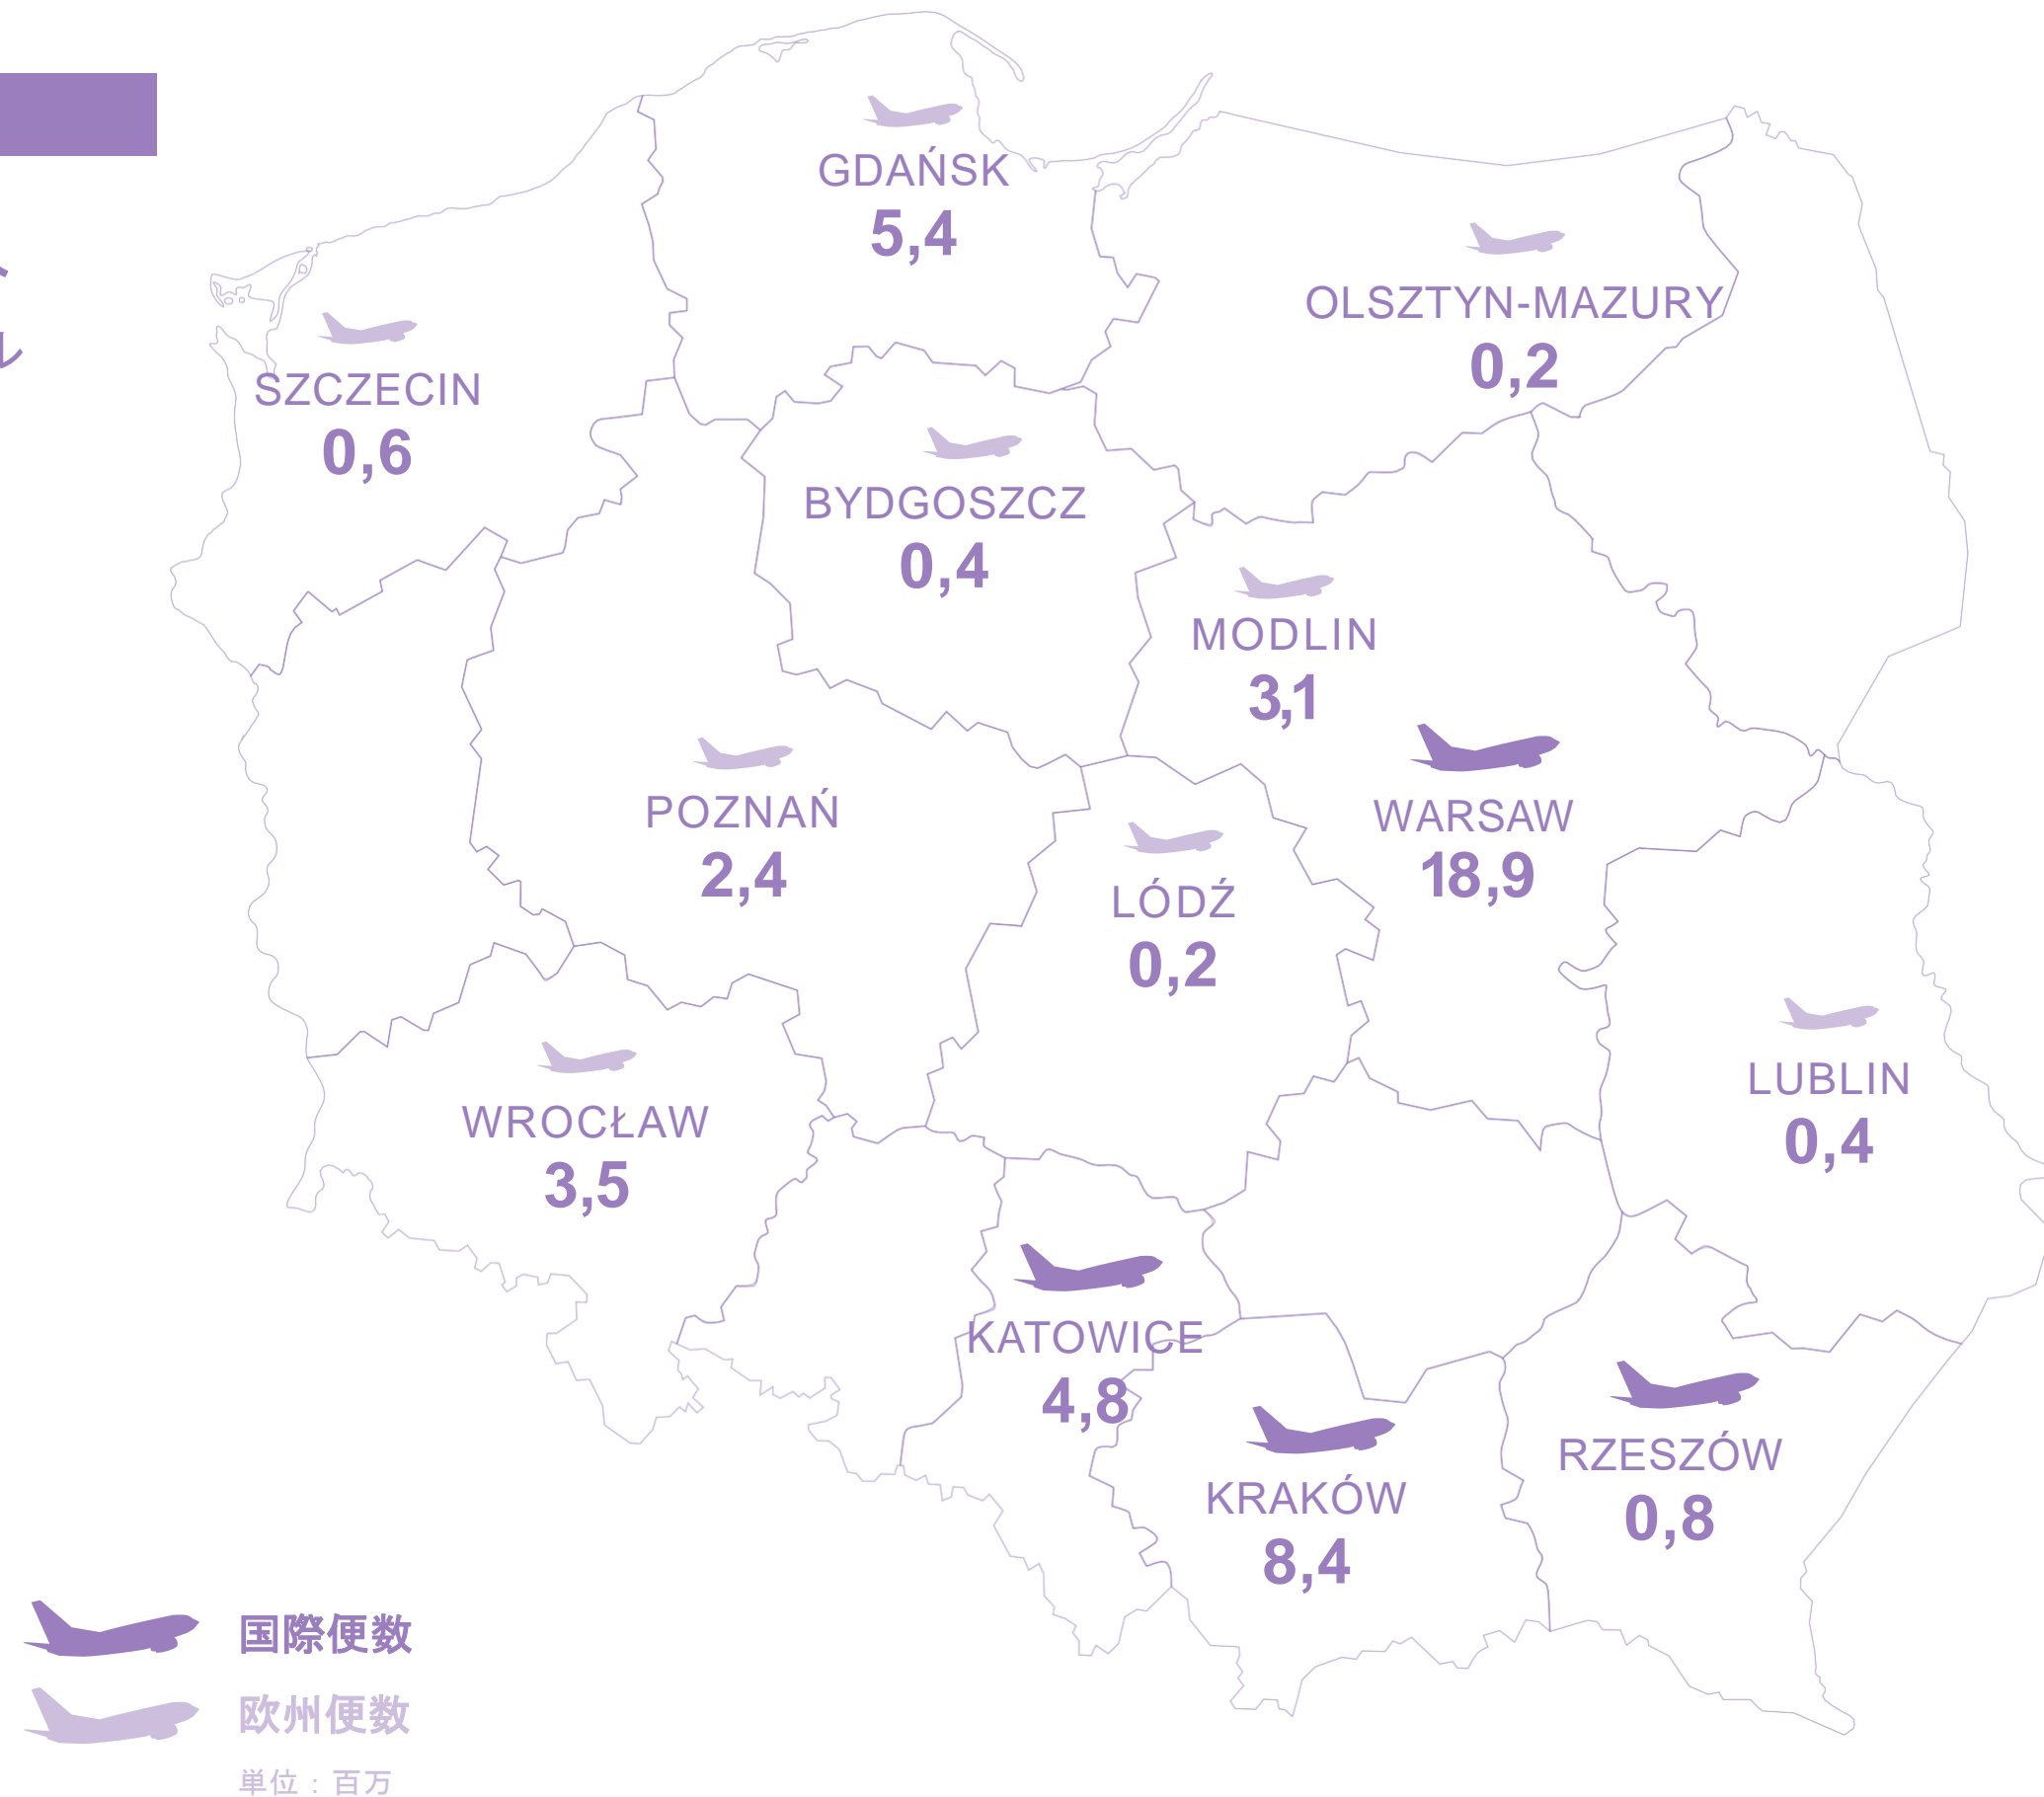 GDAŃSK
5,4
OLSZTYN-MAZURY
0,2
SZCZECIN
0,6
BYDGOSZCZ
0,4
MODLIN
3,1
POZNAŃ
2,4
WARSAW
18,9
LÓDŹ
0,2
LUBLIN
0,4
WROCŁAW
3,5
KATOWICE
4,8
KRAKÓW
8,4
RZESZÓW
0,8
国際便数
欧州便数
単位：百万